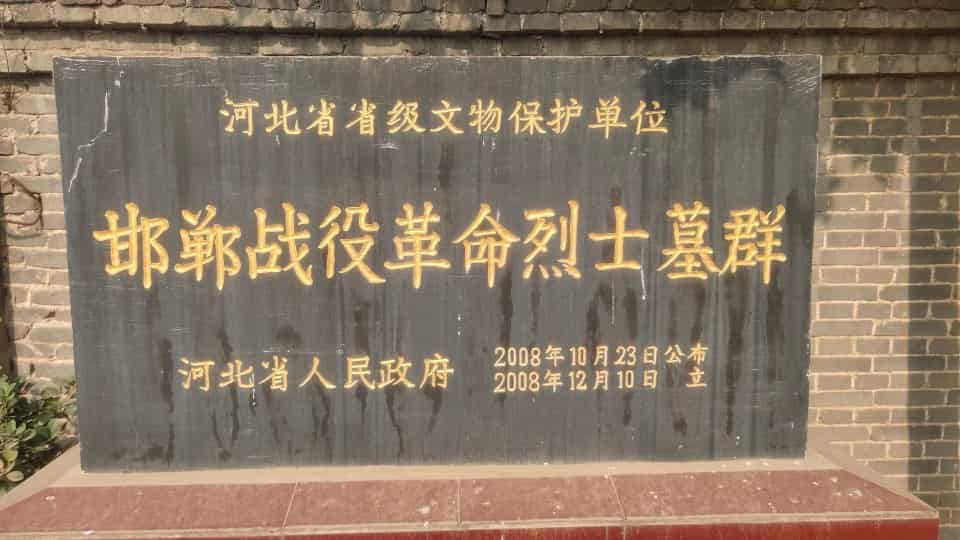 河北省省级文物保护单位
邯郸战役革命烈士墓群
河北省人民政府
2008年10月23日公布
2008年12月10日 立